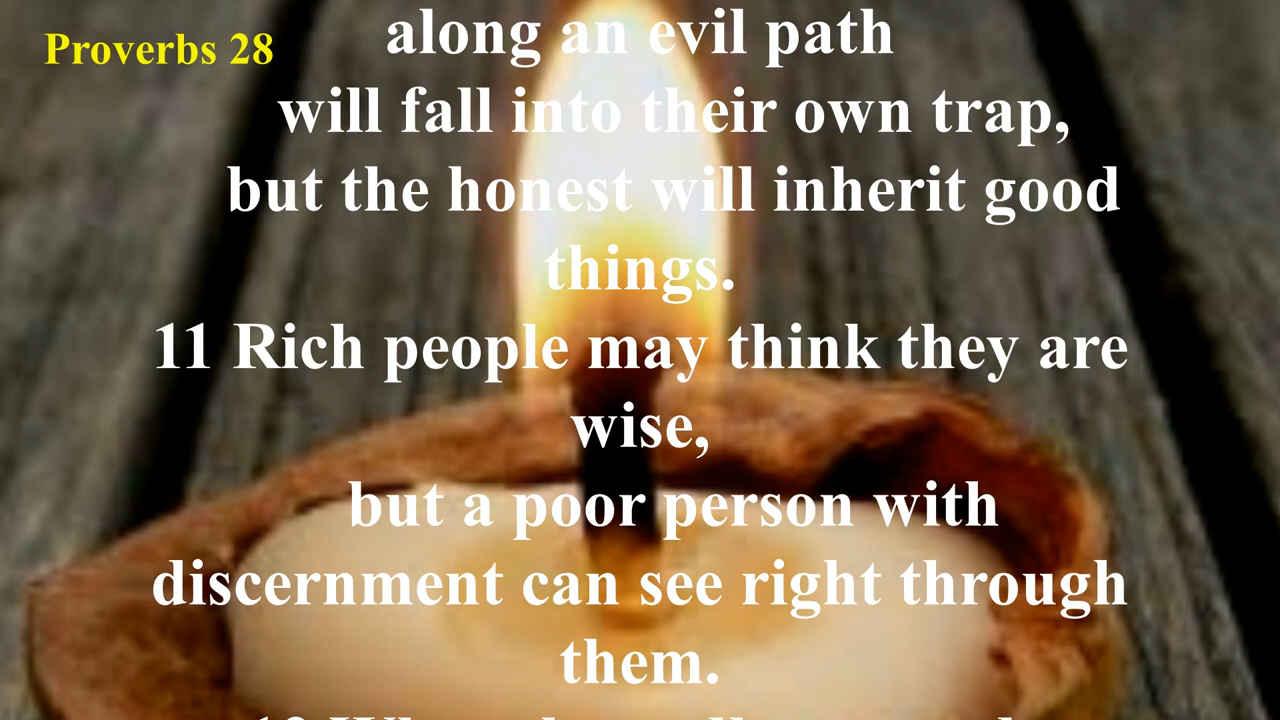 Proverbs 28
along an evil path
will fall into their own trap,
but the honest will inherit good
things.
11 Rich people may think they are
wise,
but a poor person with
discernment can see right through
them.